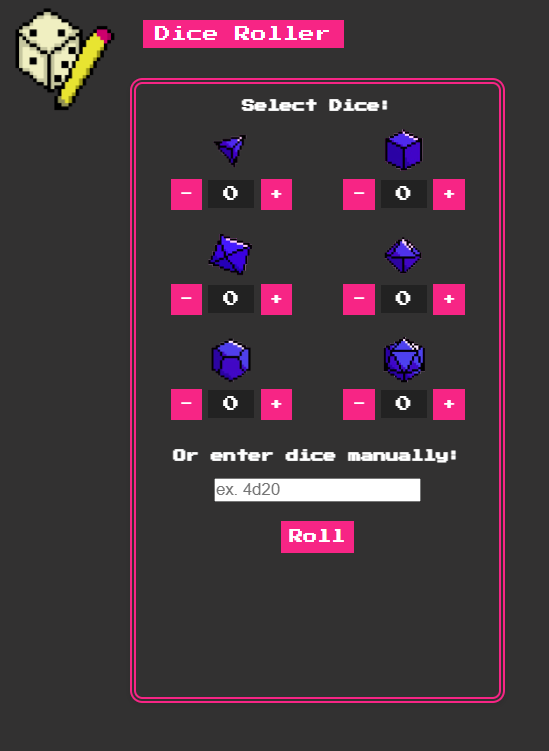 Dice Roller
Select Dice:
- 0 + - 0 +
- 0 + - 0 +
- 0 + - 0 +
Or enter dice manually:
ex. 4d20
Roll